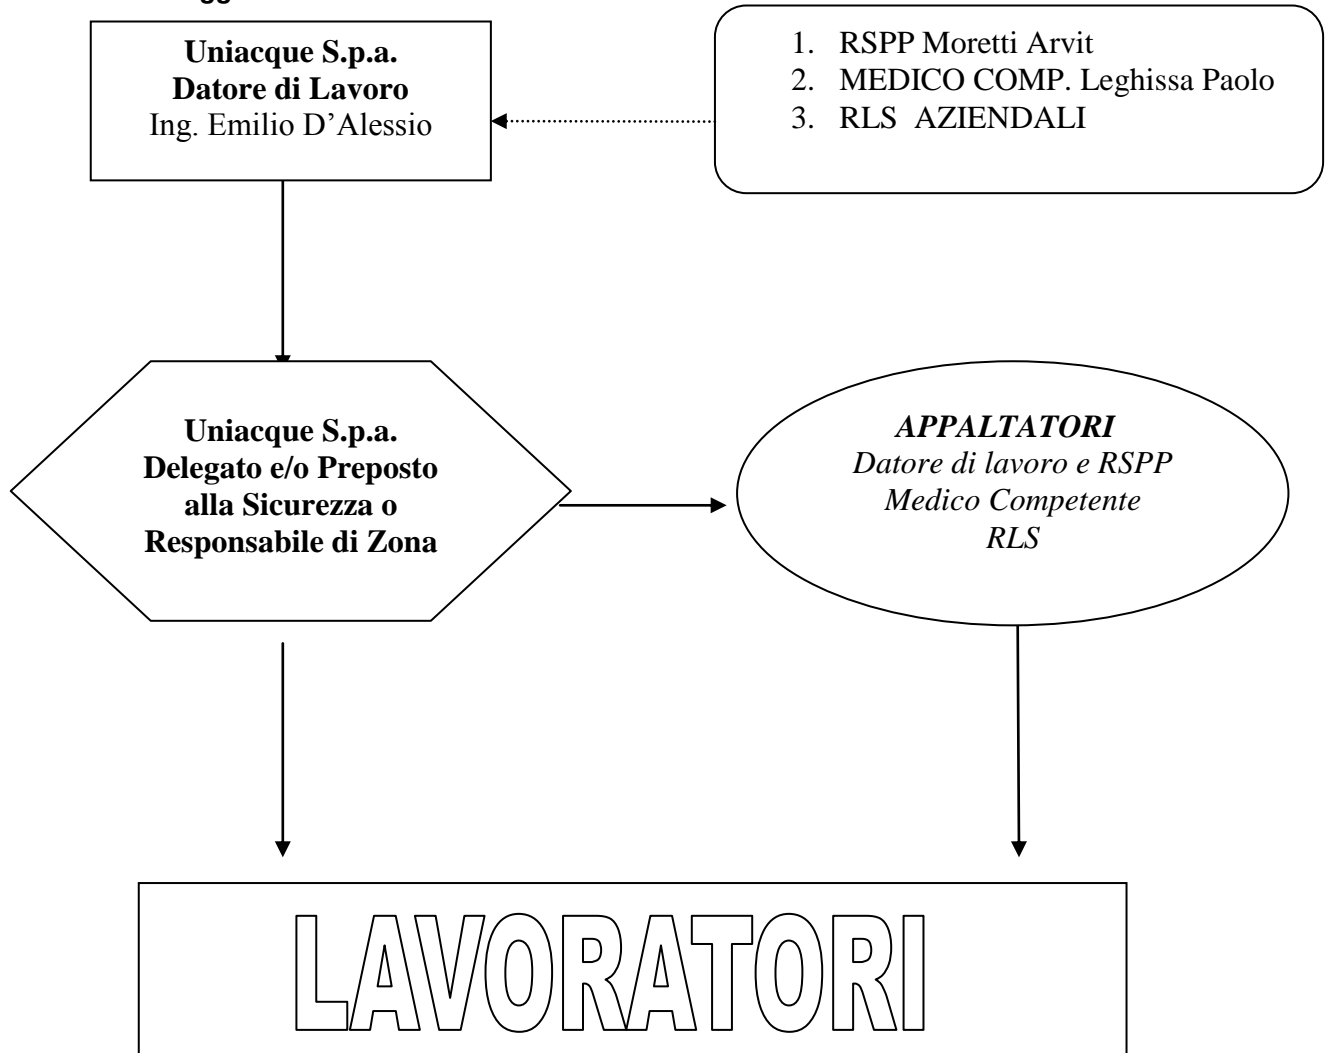 Uniacque S.p.a.
Datore di Lavoro
Ing. Emilio D’Alessio
1. RSPP Moretti Arvit
2. MEDICO COMP. Leghissa Paolo
3. RLS AZIENDALI
Uniacque S.p.a.
Delegato e/o Preposto
alla Sicurezza o
Responsabile di Zona
APPALTATORI
Datore di lavoro e RSPP
Medico Competente
RLS
LAVORATORI